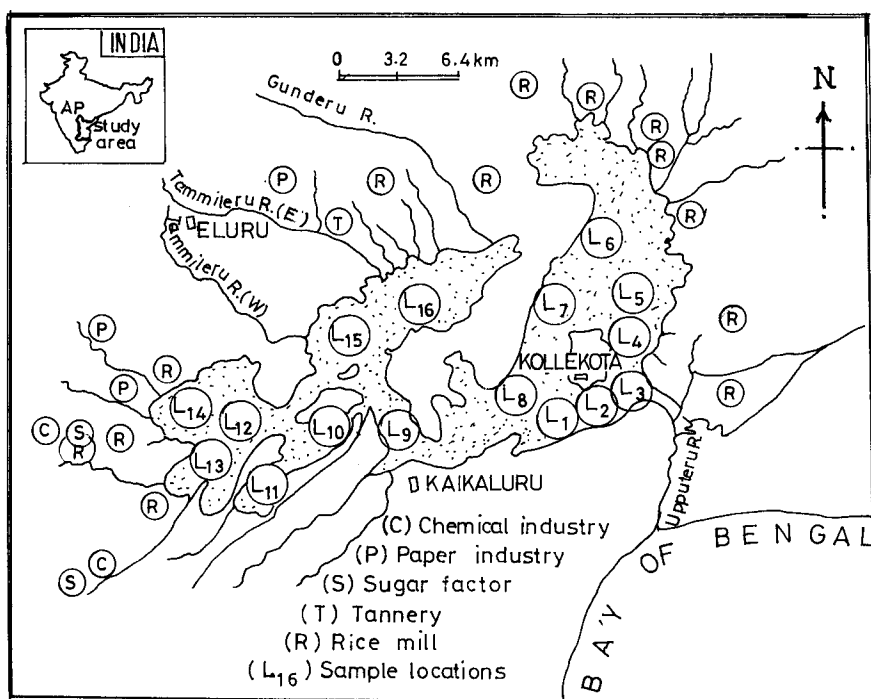 INDIA
AP
study
area
0 3.2 6.4 km
N
Gunderu R.
Tammileru R.(E)
Tammileru R.(W)
ELURU
KOLLEKOTA
KAIKALURU
Upputeru R.
BAY OF BENGAL
R
R
R
R
R
R
R
P
T
R
R
P
R
P
C
S
R
R
R
C
S
L6
L5
L7
L4
L16
L15
L8
L3
L2
L1
L14
L12
L10
L9
L13
L11
(C) Chemical industry
(P) Paper industry
(S) Sugar factor
(T) Tannery
(R) Rice mill
(L16) Sample locations